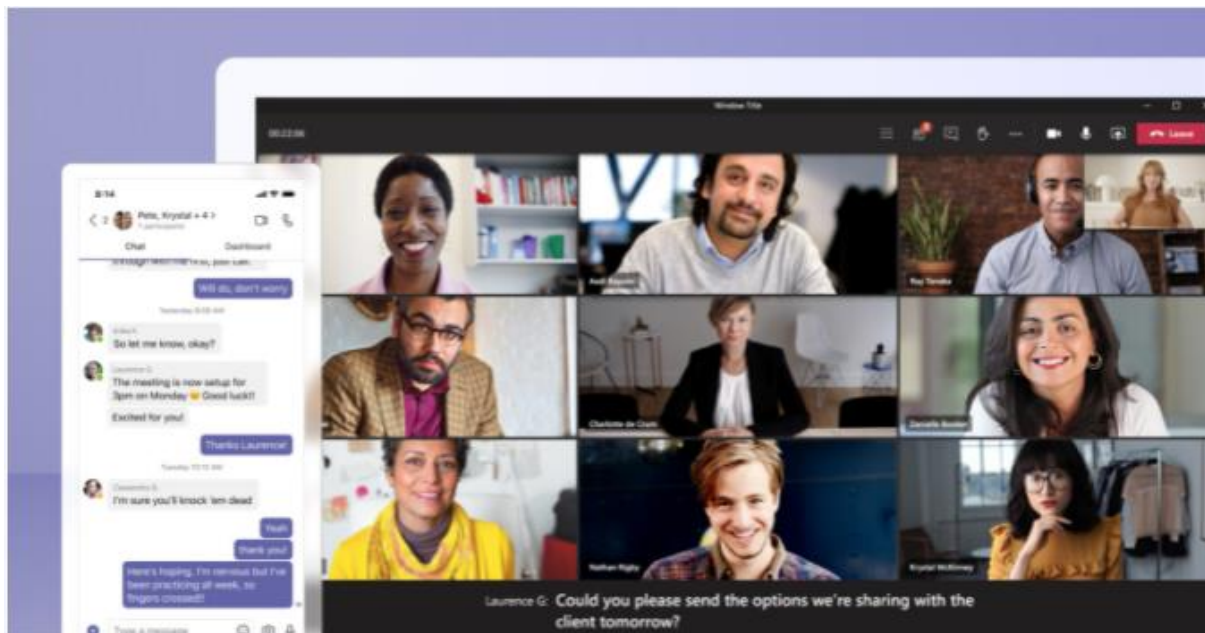 Window Title
00:22:06
Leave
8:14
2
Pete, Krystal + 4 >
Chat
Dashboard
Will do, don't worry
So let me know, okay?
Laurence G.
The meeting is now setup for
3pm on Monday Good luck!!
Excited for you!
Thanks Laurence!
I'm sure you'll knock 'em dead
Yeah
thank you!
Here's hoping, I'm nervous but I've
been practicing all week, so
fingers crossed!!
Type a message
Ray Tanaka
Charlotte de Crum
Danielle Booker
Nathan Rigby
Krystal McKinney
Laurence G: Could you please send the options we're sharing with the
client tomorrow?